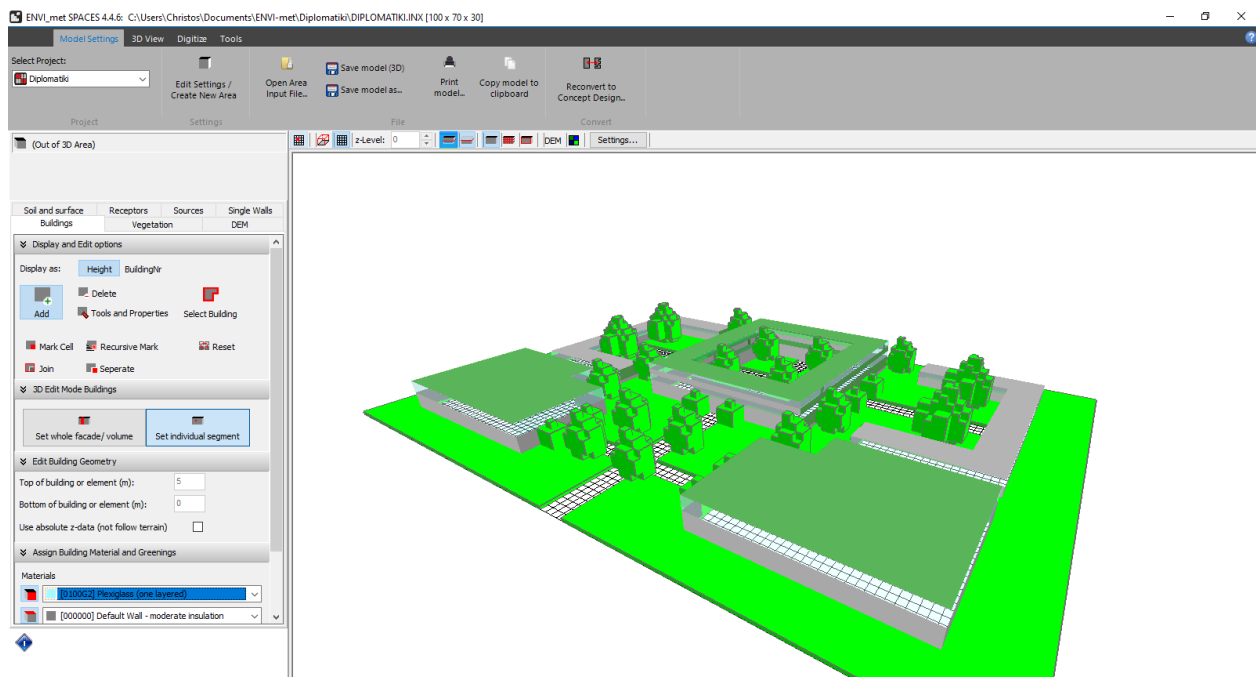 ENVI_met SPACES 4.4.6: C:\Users\Christos\Documents\ENVI-met\Diplomatiki\DIPLOMATIKI.INX [100 x 70 x 30]
Model Settings 3D View Digitize Tools
Select Project:
Diplomatiki
Edit Settings /
Create New Area
Open Area
Input File...
Save model (3D)
Save model as...
Print
model...
Copy model to
clipboard
Reconvert to
Concept Design...
Project Settings File Convert
(Out of 3D Area)
z-Level: 0 DEM Settings...
Soil and surface Receptors Sources Single Walls
Buildings Vegetation DEM
Display and Edit options
Display as: Height BuildingNr
Add
Delete
Tools and Properties
Select Building
Mark Cell Recursive Mark Reset
Join Seperate
3D Edit Mode Buildings
Set whole facade/ volume Set individual segment
Edit Building Geometry
Top of building or element (m): 5
Bottom of building or element (m): 0
Use absolute z-data (not follow terrain)
Assign Building Material and Greenings
Materials
[0100G2] Plexiglass (one layered)
[000000] Default Wall - moderate insulation